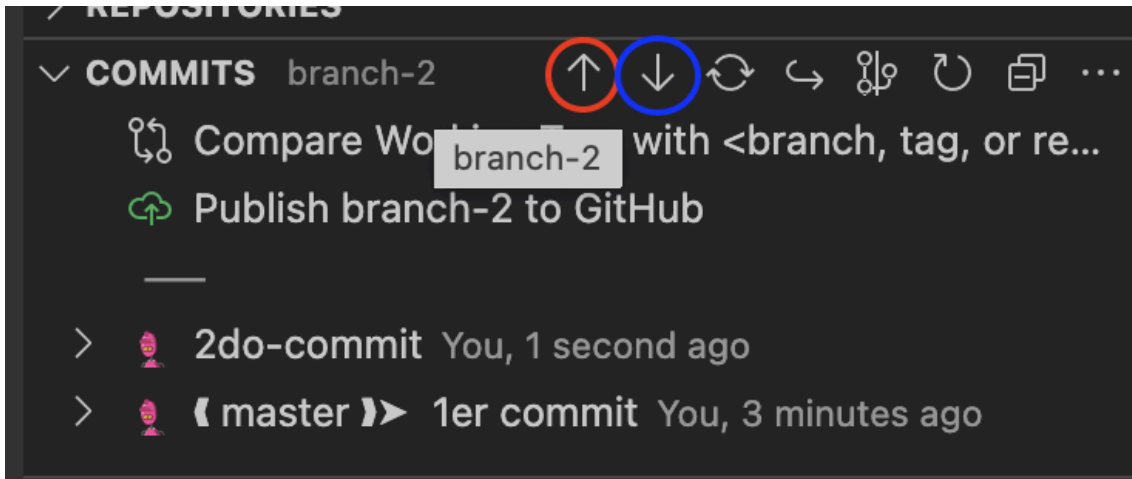 REPOSITORIES
COMMITS branch-2
Compare with <branch, tag, or re...
branch-2
Publish branch-2 to GitHub
2do-commit You, 1 second ago
❰ master ❱➤ 1er commit You, 3 minutes ago